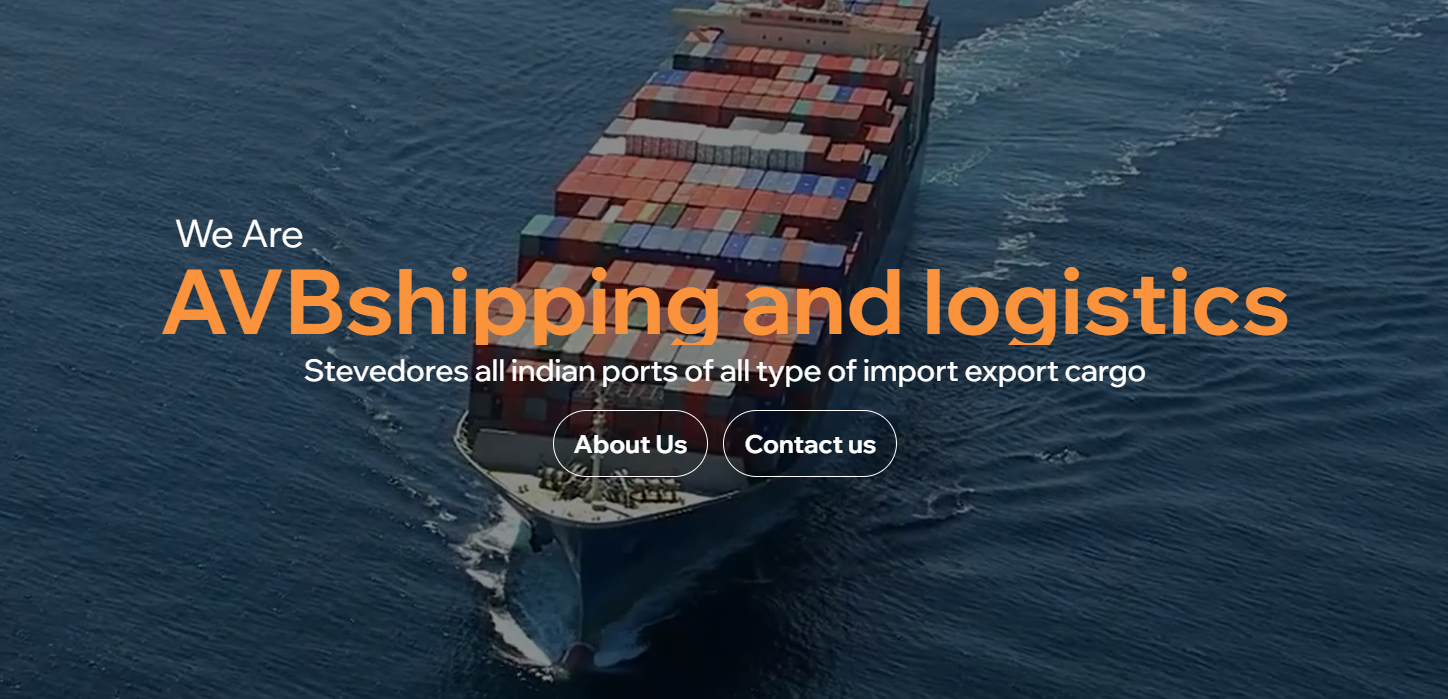 We Are
AVBshipping and logistics
Stevedores all indian ports of all type of import export cargo
About Us Contact us